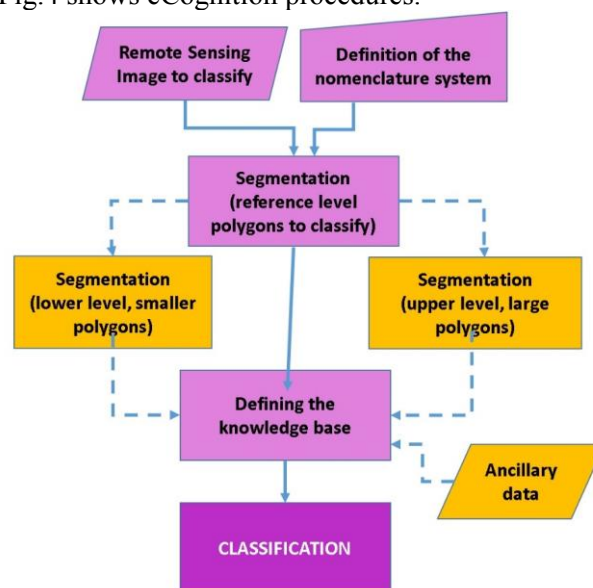 Fig.4 shows eCognition procedures.
Remote Sensing
Image to classify
Definition of the
nomenclature system
Segmentation
(reference level
polygons to classify)
Segmentation
(lower level, smaller
polygons)
Segmentation
(upper level, large
polygons)
Defining the
knowledge base
Ancillary
data
CLASSIFICATION